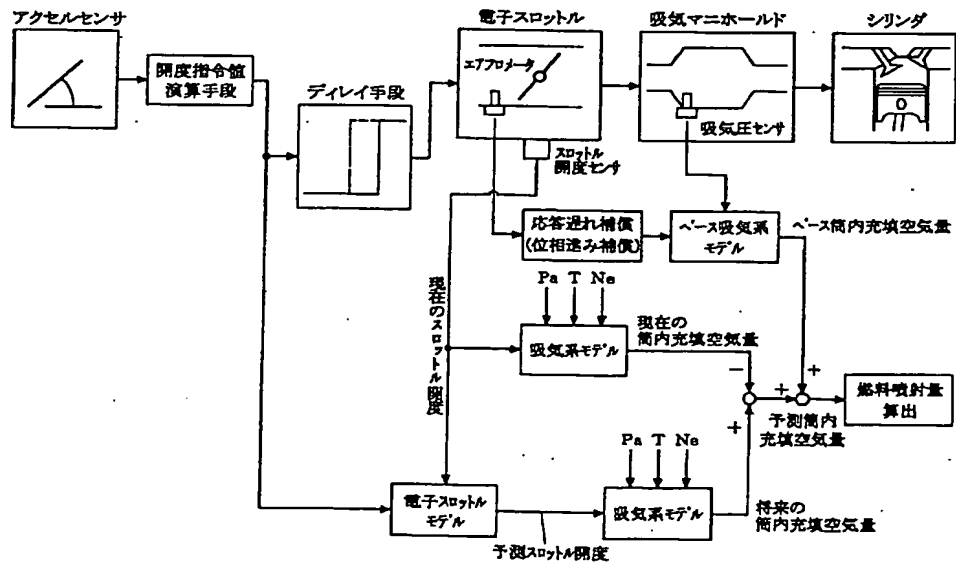 アクセルセンサ
開度指令値
演算手段
ディレイ手段
電子スロットル
エアフロメータ
スロットル
開度センサ
吸気マニホールド
吸気圧センサ
シリンダ
応答遅れ補償
(位相進み補償)
ベース吸気系
モデル
ベース筒内充填空気量
現在のスロットル開度
Pa T Ne
吸気系モデル
現在の
筒内充填空気量
−
+
+
+
予測筒内
充填空気量
燃料噴射量
算出
電子スロットル
モデル
予測スロットル開度
Pa T Ne
吸気系モデル
将来の
筒内充填空気量